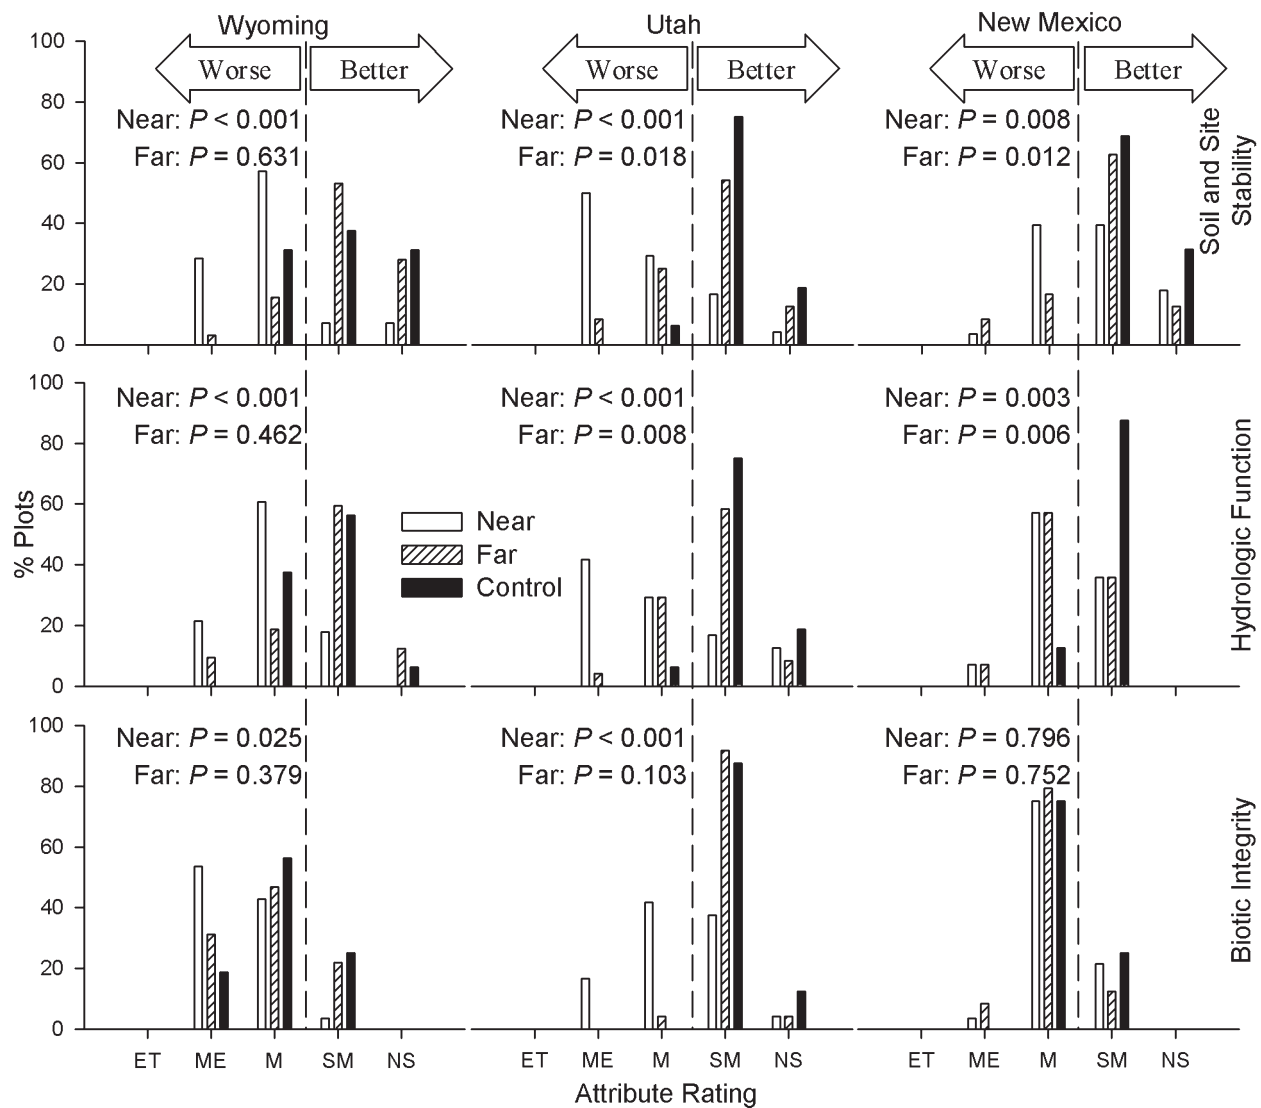 Wyoming Utah New Mexico
Worse Better Worse Better Worse Better
100
80
60
40
20
0
Near: P < 0.001
Far: P = 0.631
Near: P < 0.001
Far: P = 0.018
Near: P = 0.008
Far: P = 0.012
Soil and Site
Stability
100
80
60
40
20
0
Near: P < 0.001
Far: P = 0.462
Near: P < 0.001
Far: P = 0.008
Near: P = 0.003
Far: P = 0.006
Near
Far
Control
% Plots
Hydrologic Function
100
80
60
40
20
0
Near: P = 0.025
Far: P = 0.379
Near: P < 0.001
Far: P = 0.103
Near: P = 0.796
Far: P = 0.752
Biotic Integrity
ET ME M SM NS ET ME M SM NS ET ME M SM NS
Attribute Rating